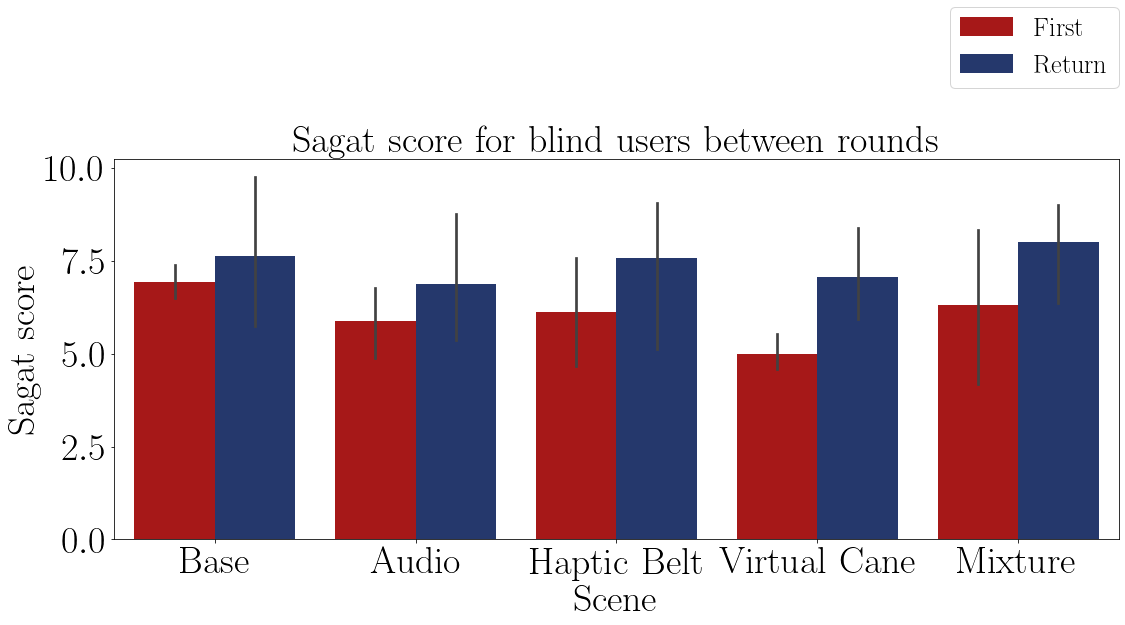 First
Return
Sagat score for blind users between rounds
Sagat score
10.0
7.5
5.0
2.5
0.0
Base
Audio
Haptic Belt
Virtual Cane
Mixture
Scene